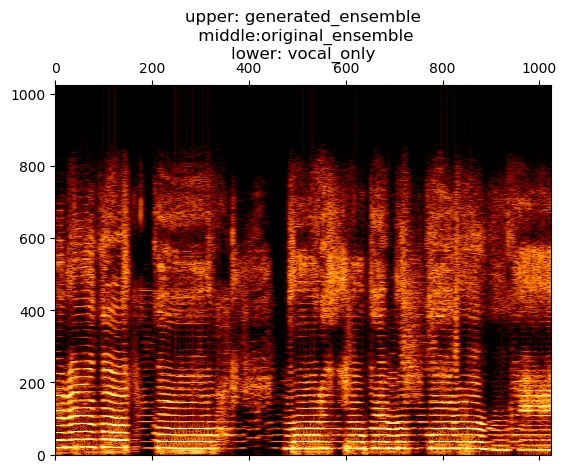 upper: generated_ensemble
middle:original_ensemble
lower: vocal_only
0 200 400 600 800 1000
1000
800
600
400
200
0